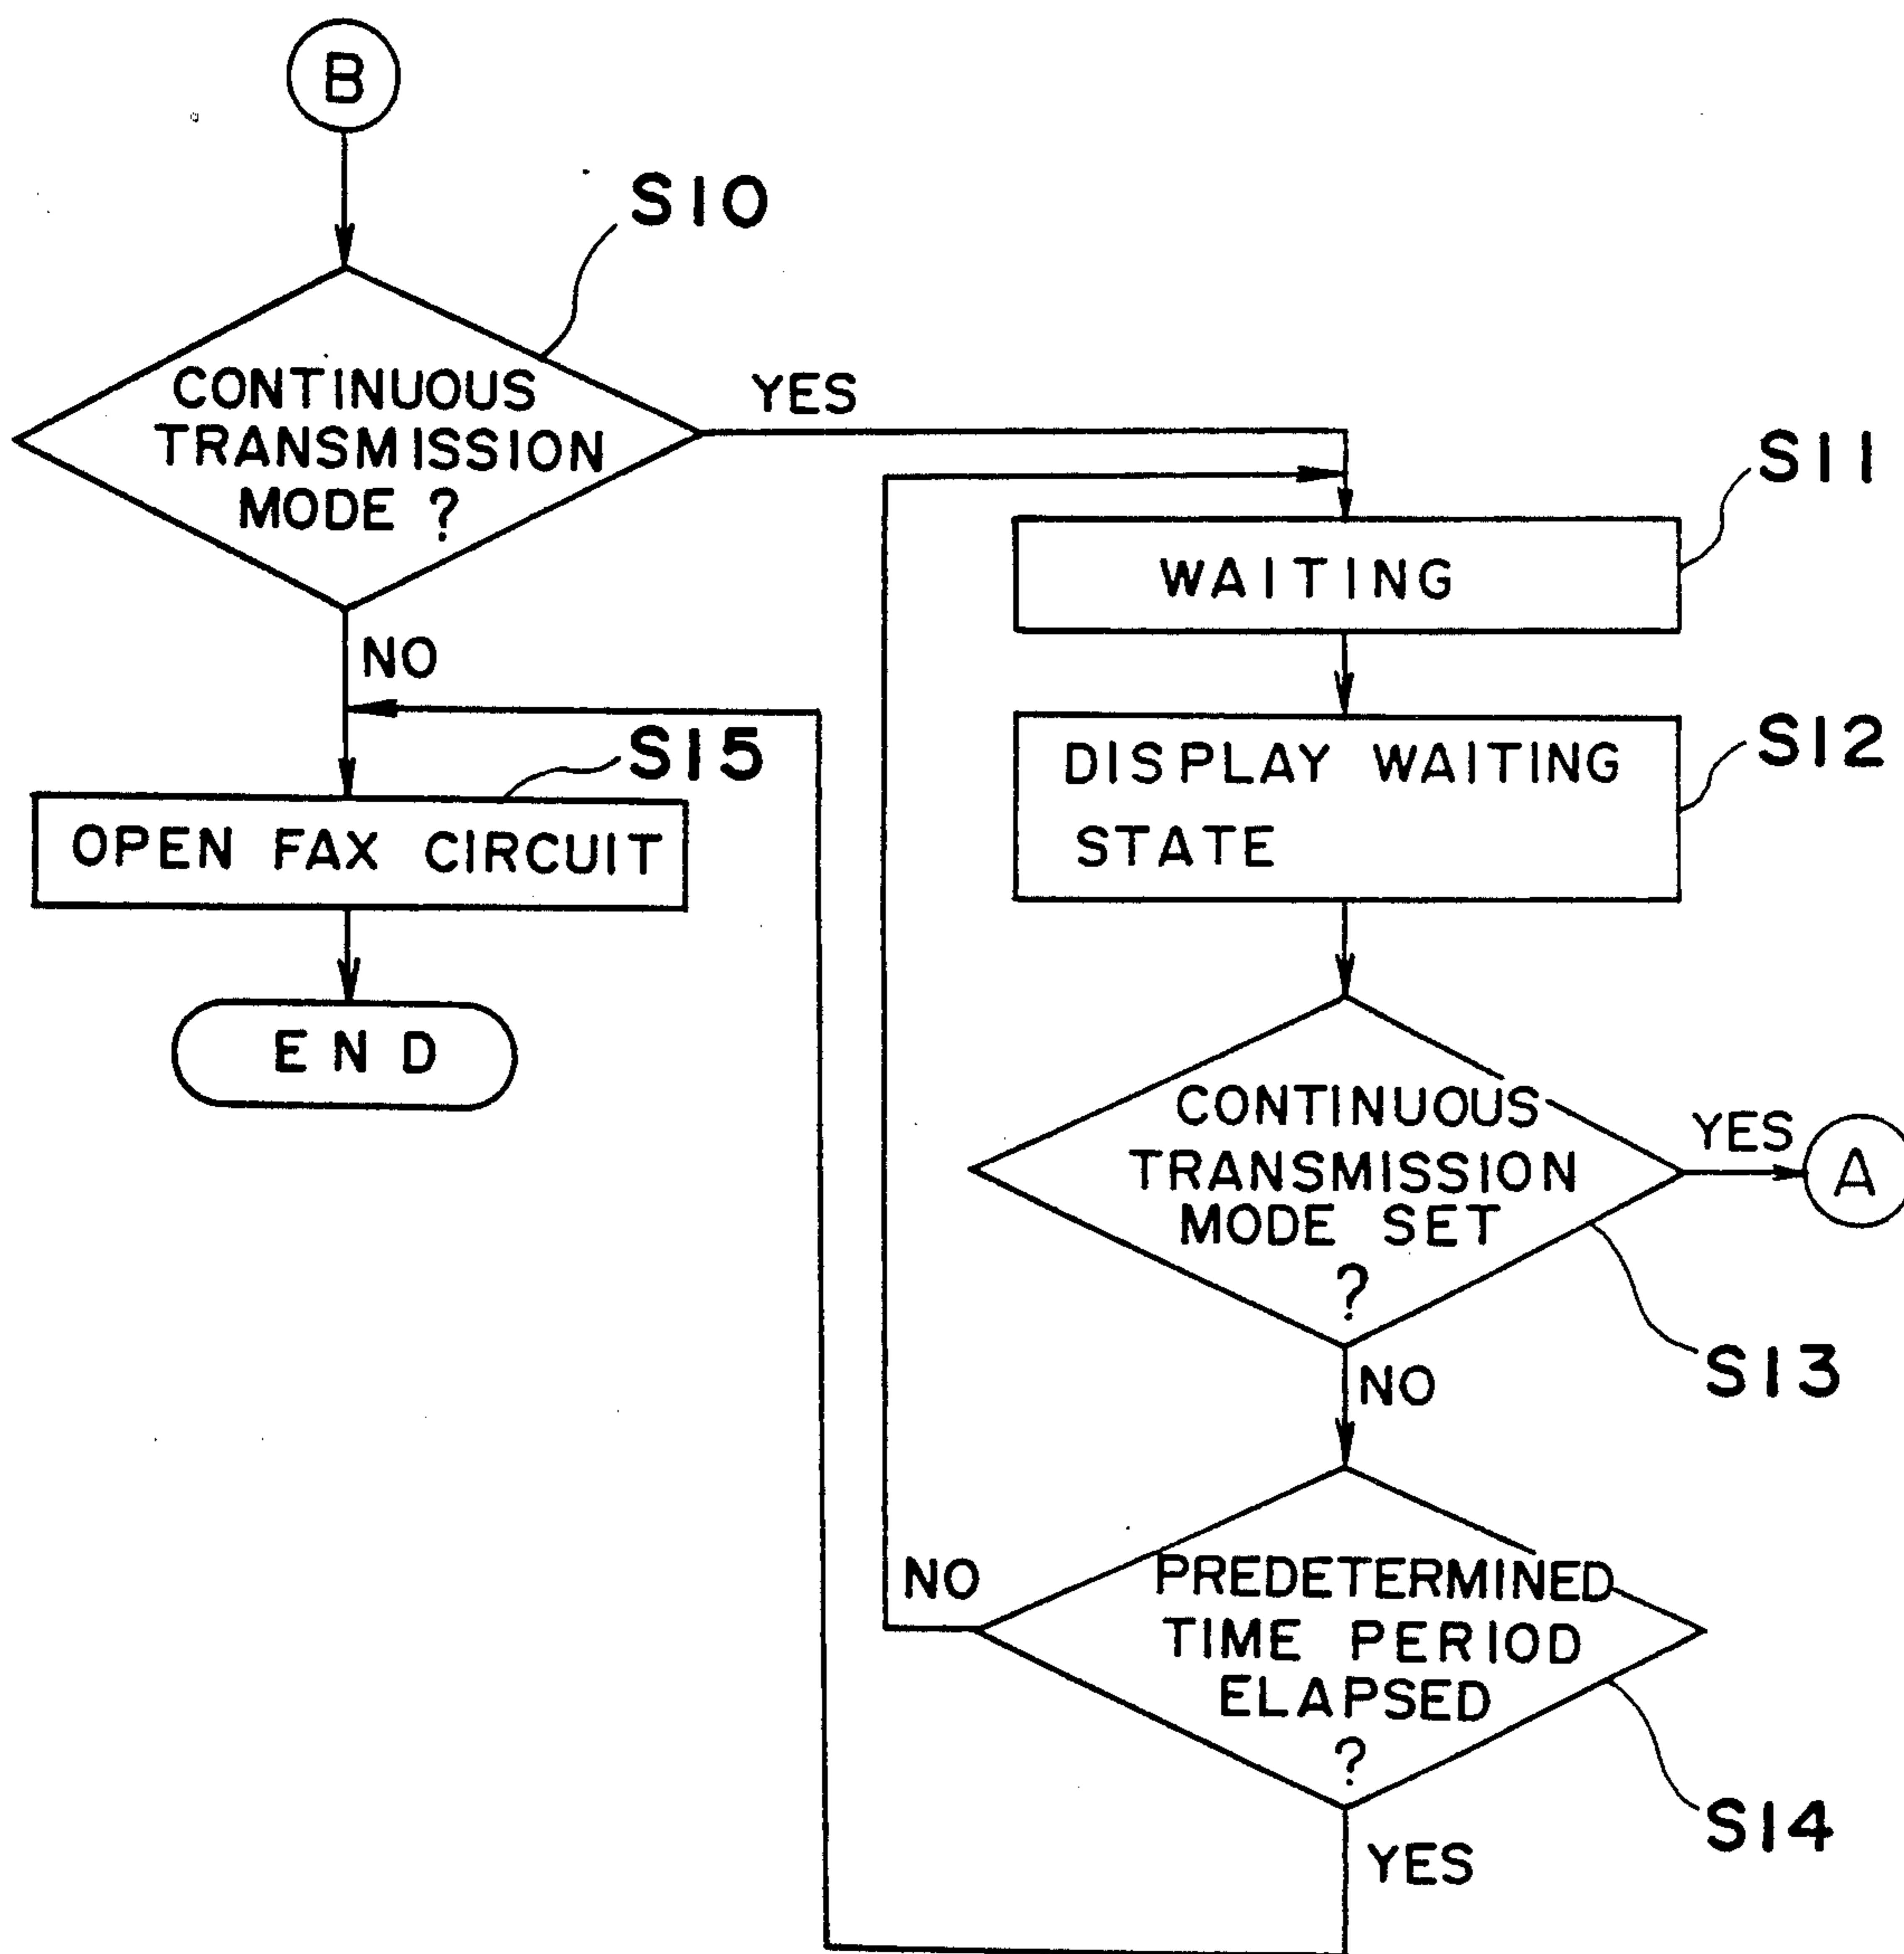 B
S10
CONTINUOUS
TRANSMISSION
MODE ?
YES
NO
S11
WAITING
S12
DISPLAY WAITING
STATE
S15
OPEN FAX CIRCUIT
END
CONTINUOUS
TRANSMISSION
MODE SET
?
YES
A
S13
NO
PREDETERMINED
TIME PERIOD
ELAPSED
?
NO
S14
YES